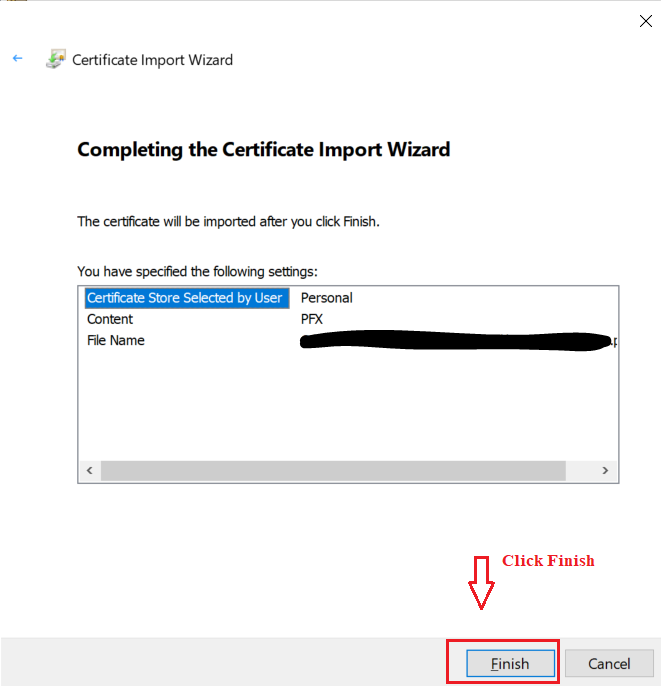 Certificate Import Wizard
Completing the Certificate Import Wizard
The certificate will be imported after you click Finish.
You have specified the following settings:
Certificate Store Selected by User Personal
Content PFX
File Name
Click Finish
Finish Cancel